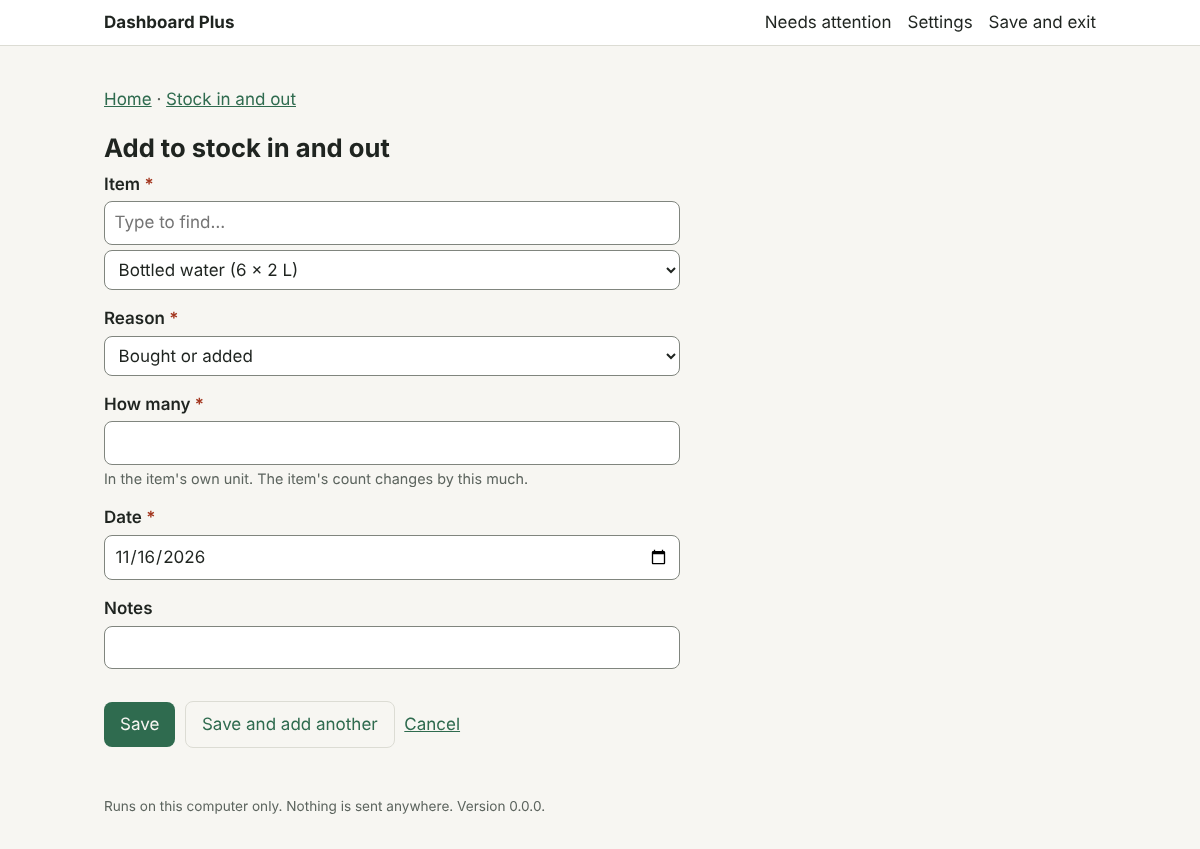 Dashboard Plus
Needs attention Settings Save and exit
Home · Stock in and out
Add to stock in and out
Item *
Type to find...
Bottled water (6 × 2 L)
Reason *
Bought or added
How many *
In the item's own unit. The item's count changes by this much.
Date *
11/16/2026
Notes
Save Save and add another Cancel
Runs on this computer only. Nothing is sent anywhere. Version 0.0.0.